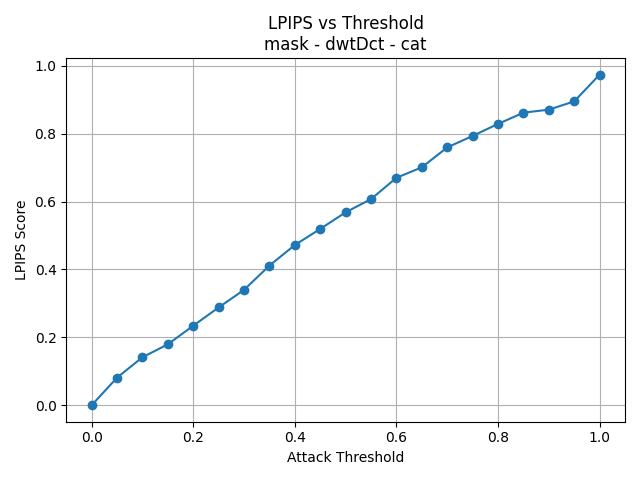 LPIPS vs Threshold
mask - dwtDct - cat
1.0
0.8
0.6
0.4
0.2
0.0
LPIPS Score
0.0 0.2 0.4 0.6 0.8 1.0
Attack Threshold